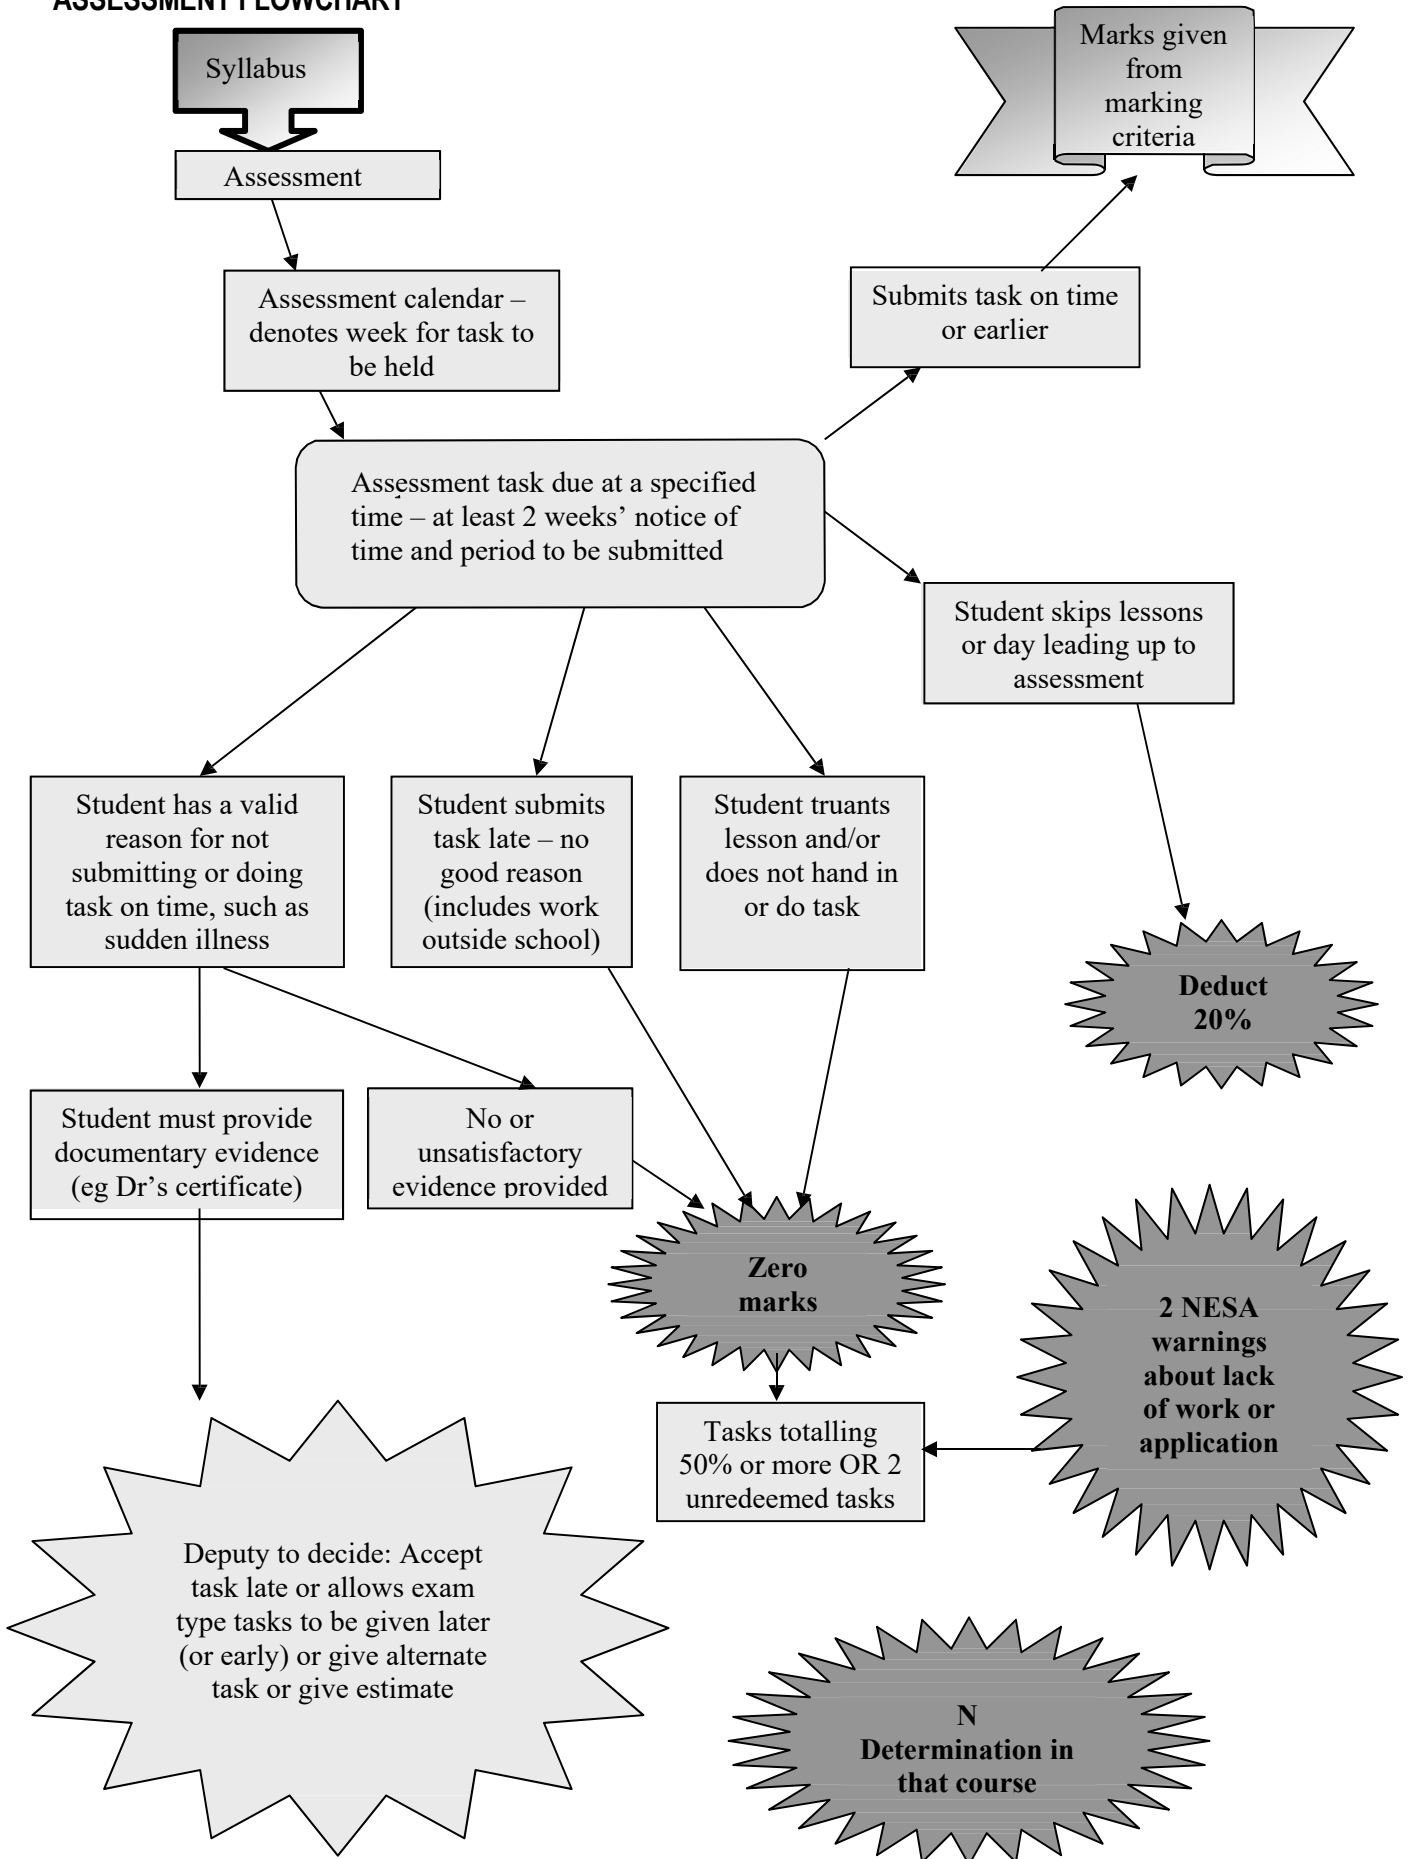 ASSESSMENT FLOWCHART
Syllabus
Assessment
Marks given
from
marking
criteria
Assessment calendar –
denotes week for task to
be held
Submits task on time
or earlier
Assessment task due at a specified
time – at least 2 weeks’ notice of
time and period to be submitted
Student skips lessons
or day leading up to
assessment
Student has a valid
reason for not
submitting or doing
task on time, such as
sudden illness
Student submits
task late – no
good reason
(includes work
outside school)
Student truants
lesson and/or
does not hand in
or do task
Deduct
20%
Student must provide
documentary evidence
(eg Dr’s certificate)
No or
unsatisfactory
evidence provided
Zero
marks
2 NESA
warnings
about lack
of work or
application
Tasks totalling
50% or more OR 2
unredeemed tasks
Deputy to decide: Accept
task late or allows exam
type tasks to be given later
(or early) or give alternate
task or give estimate
N
Determination in
that course